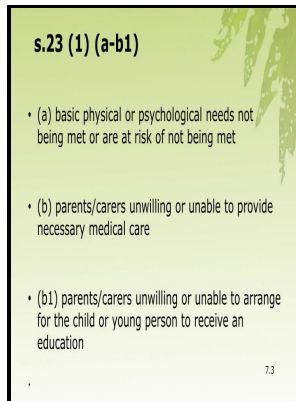 s.23 (1) (a-b1)
• (a) basic physical or psychological needs not
being met or are at risk of not being met
• (b) parents/carers unwilling or unable to provide
necessary medical care
• (b1) parents/carers unwilling or unable to arrange
for the child or young person to receive an
education
7.3
.